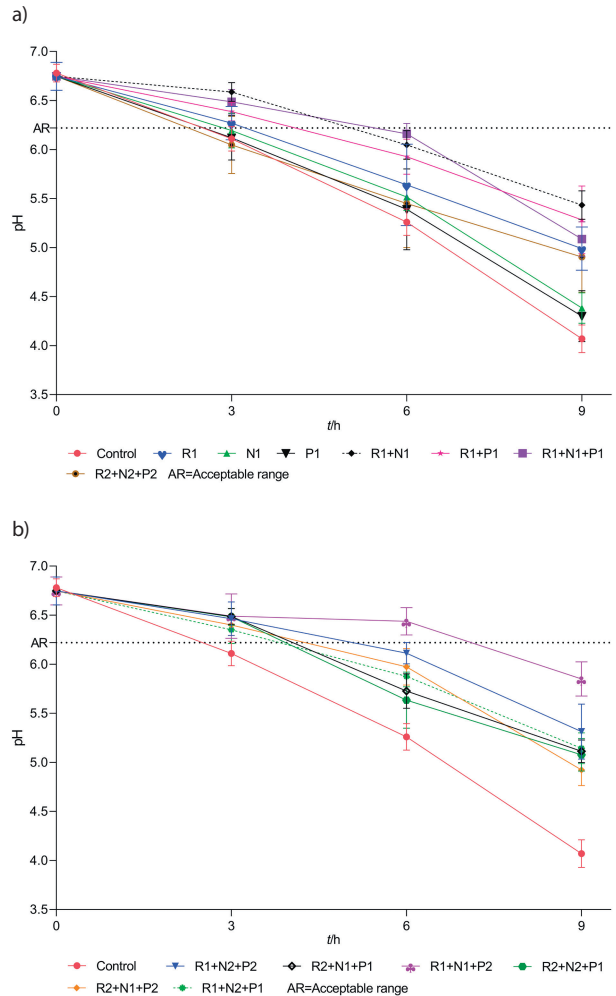 a)
7.0
6.5
AR
6.0
5.5
5.0
4.5
4.0
3.5
pH
0 3 6 9
t/h
Control R1 N1 P1 R1+N1 R1+P1 R1+N1+P1
R2+N2+P2 AR=Acceptable range
b)
7.0
6.5
AR
6.0
5.5
5.0
4.5
4.0
3.5
pH
0 3 6 9
t/h
Control R1+N2+P2 R2+N1+P1 R1+N1+P2 R2+N2+P1
R2+N1+P2 R1+N2+P1 AR=Acceptable range